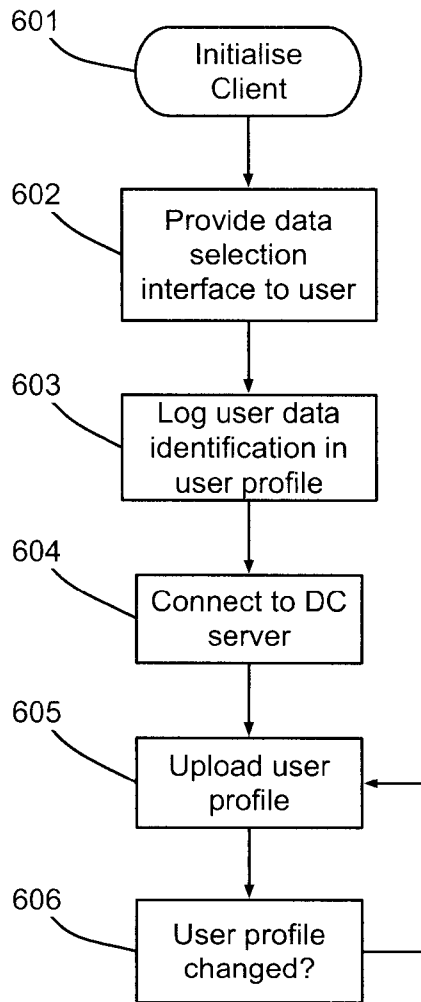 601
Initialise
Client
602
Provide data
selection
interface to user
603
Log user data
identification in
user profile
604
Connect to DC
server
605
Upload user
profile
606
User profile
changed?